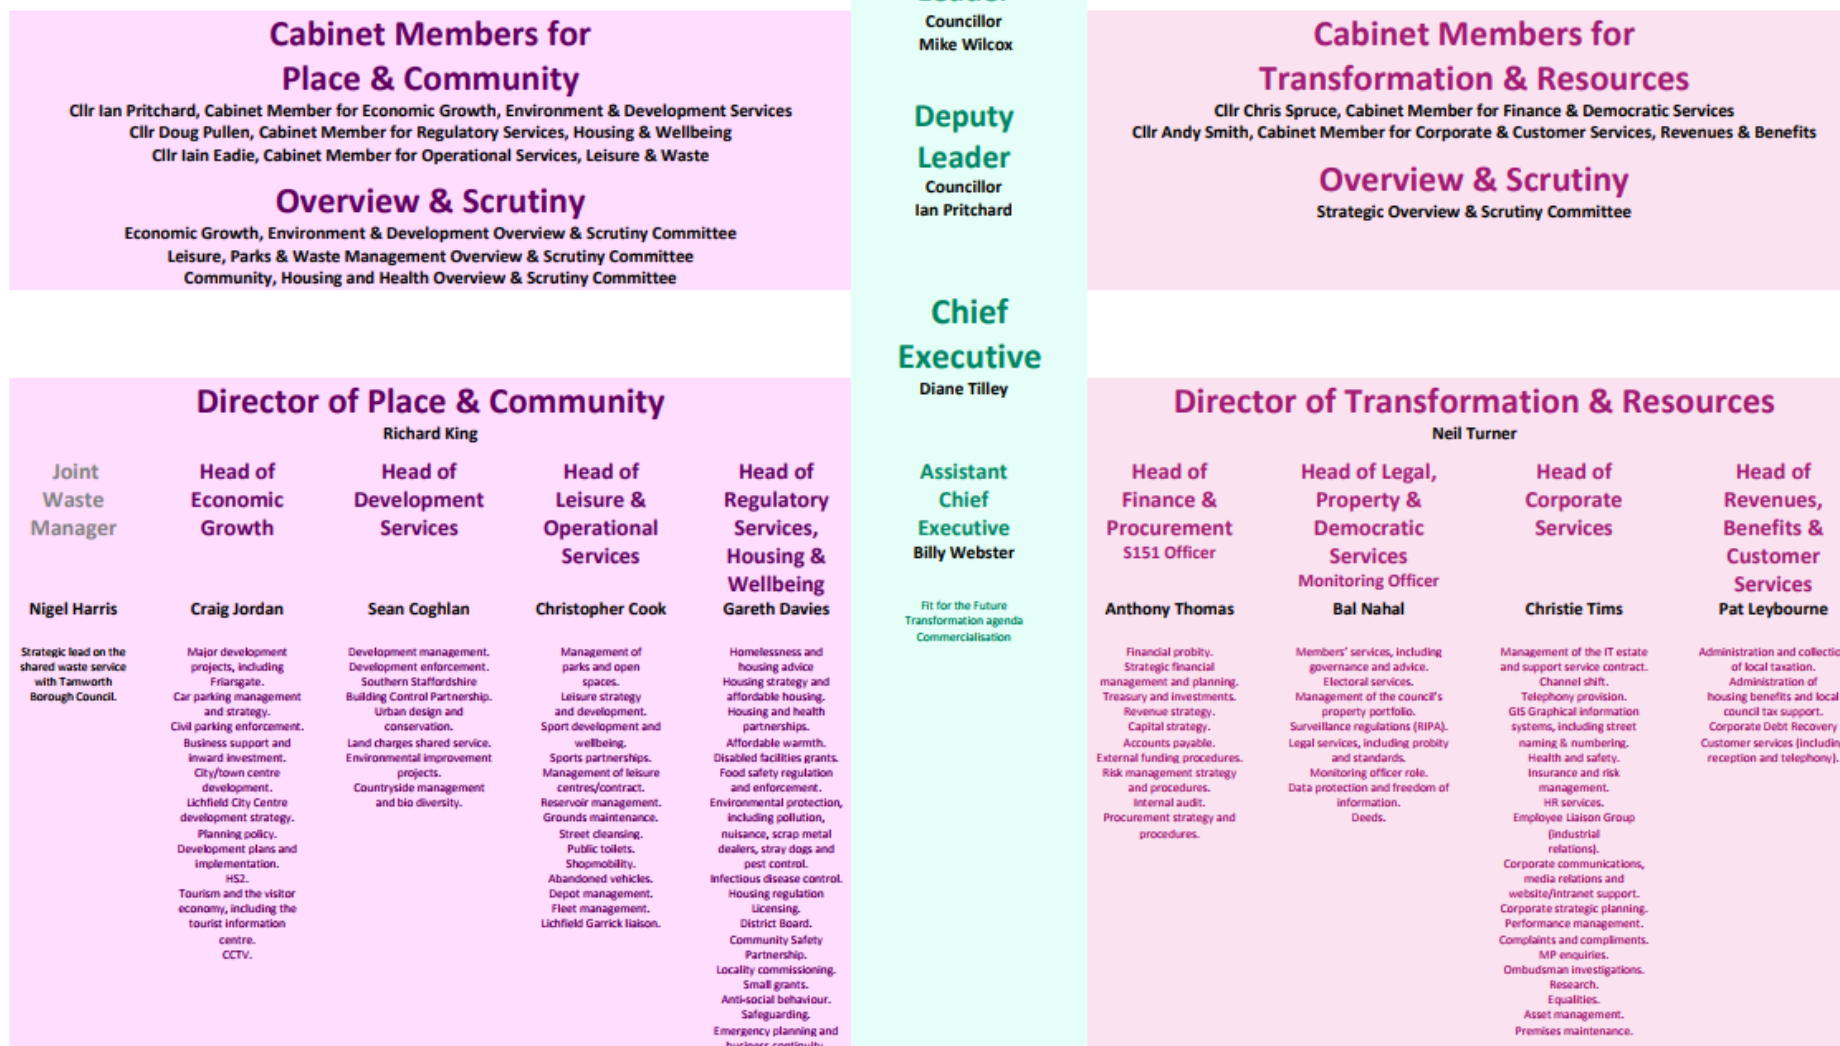 Cabinet Members for
Place & Community
Cllr Ian Pritchard, Cabinet Member for Economic Growth, Environment & Development Services
Cllr Doug Pullen, Cabinet Member for Regulatory Services, Housing & Wellbeing
Cllr Iain Eadie, Cabinet Member for Operational Services, Leisure & Waste
Overview & Scrutiny
Economic Growth, Environment & Development Overview & Scrutiny Committee
Leisure, Parks & Waste Management Overview & Scrutiny Committee
Community, Housing and Health Overview & Scrutiny Committee
Leader
Councillor
Mike Wilcox
Deputy
Leader
Councillor
Ian Pritchard
Chief
Executive
Diane Tilley
Cabinet Members for
Transformation & Resources
Cllr Chris Spruce, Cabinet Member for Finance & Democratic Services
Cllr Andy Smith, Cabinet Member for Corporate & Customer Services, Revenues & Benefits
Overview & Scrutiny
Strategic Overview & Scrutiny Committee
Director of Place & Community
Richard King
Joint
Waste
Manager
Nigel Harris
Strategic lead on the
shared waste service
with Tamworth
Borough Council.
Head of
Economic
Growth
Craig Jordan
Major development
projects, including
Friarsgate.
Car parking management
and strategy.
Civil parking enforcement.
Business support and
inward investment.
City/town centre
development.
Lichfield City Centre
development strategy.
Planning policy.
Development plans and
implementation.
HS2.
Tourism and the visitor
economy, including the
tourist information
centre.
CCTV.
Head of
Development
Services
Sean Coghlan
Development management.
Development enforcement.
Southern Staffordshire
Building Control Partnership.
Urban design and
conservation.
Land charges shared service.
Environmental improvement
projects.
Countryside management
and bio diversity.
Head of
Leisure &
Operational
Services
Christopher Cook
Management of
parks and open
spaces.
Leisure strategy
and development.
Sport development and
wellbeing.
Sports partnerships.
Management of leisure
centres/contract.
Reservoir management.
Grounds maintenance.
Street cleansing.
Public toilets.
Shopmobility.
Abandoned vehicles.
Depot management.
Fleet management.
Lichfield Garrick liaison.
Head of
Regulatory
Services,
Housing &
Wellbeing
Gareth Davies
Homelessness and
housing advice
Housing strategy and
affordable housing.
Housing and health
partnerships.
Affordable warmth.
Disabled facilities grants.
Food safety regulation
and enforcement.
Environmental protection,
including pollution,
nuisance, scrap metal
dealers, stray dogs and
pest control.
Infectious disease control.
Housing regulation
Licensing.
District Board.
Community Safety
Partnership.
Locality commissioning.
Small grants.
Anti-social behaviour.
Safeguarding.
Emergency planning and
business continuity
Assistant
Chief
Executive
Billy Webster
Fit for the Future
Transformation agenda
Commercialisation
Director of Transformation & Resources
Neil Turner
Head of
Finance &
Procurement
S151 Officer
Anthony Thomas
Financial probity.
Strategic financial
management and planning.
Treasury and investments.
Revenue strategy.
Capital strategy.
Accounts payable.
External funding procedures.
Risk management strategy
and procedures.
Internal audit.
Procurement strategy and
procedures.
Head of Legal,
Property &
Democratic
Services
Monitoring Officer
Bal Nahal
Members' services, including
governance and advice.
Electoral services.
Management of the council's
property portfolio.
Surveillance regulations (RIPA).
Legal services, including probity
and standards.
Monitoring officer role.
Data protection and freedom of
information.
Deeds.
Head of
Corporate
Services
Christie Tims
Management of the IT estate
and support service contract.
Channel shift.
Telephony provision.
GIS Graphical information
systems, including street
naming & numbering.
Health and safety.
Insurance and risk
management.
HR services.
Employee Liaison Group
(industrial
relations).
Corporate communications,
media relations and
website/intranet support.
Corporate strategic planning.
Performance management.
Complaints and compliments.
MP enquiries.
Ombudsman investigations.
Research.
Equalities.
Asset management.
Premises maintenance.
Head of
Revenues,
Benefits &
Customer
Services
Pat Leybourne
Administration and collectio
of local taxation.
Administration of
housing benefits and local
council tax support.
Corporate Debt Recovery
Customer services (includin
reception and telephony).